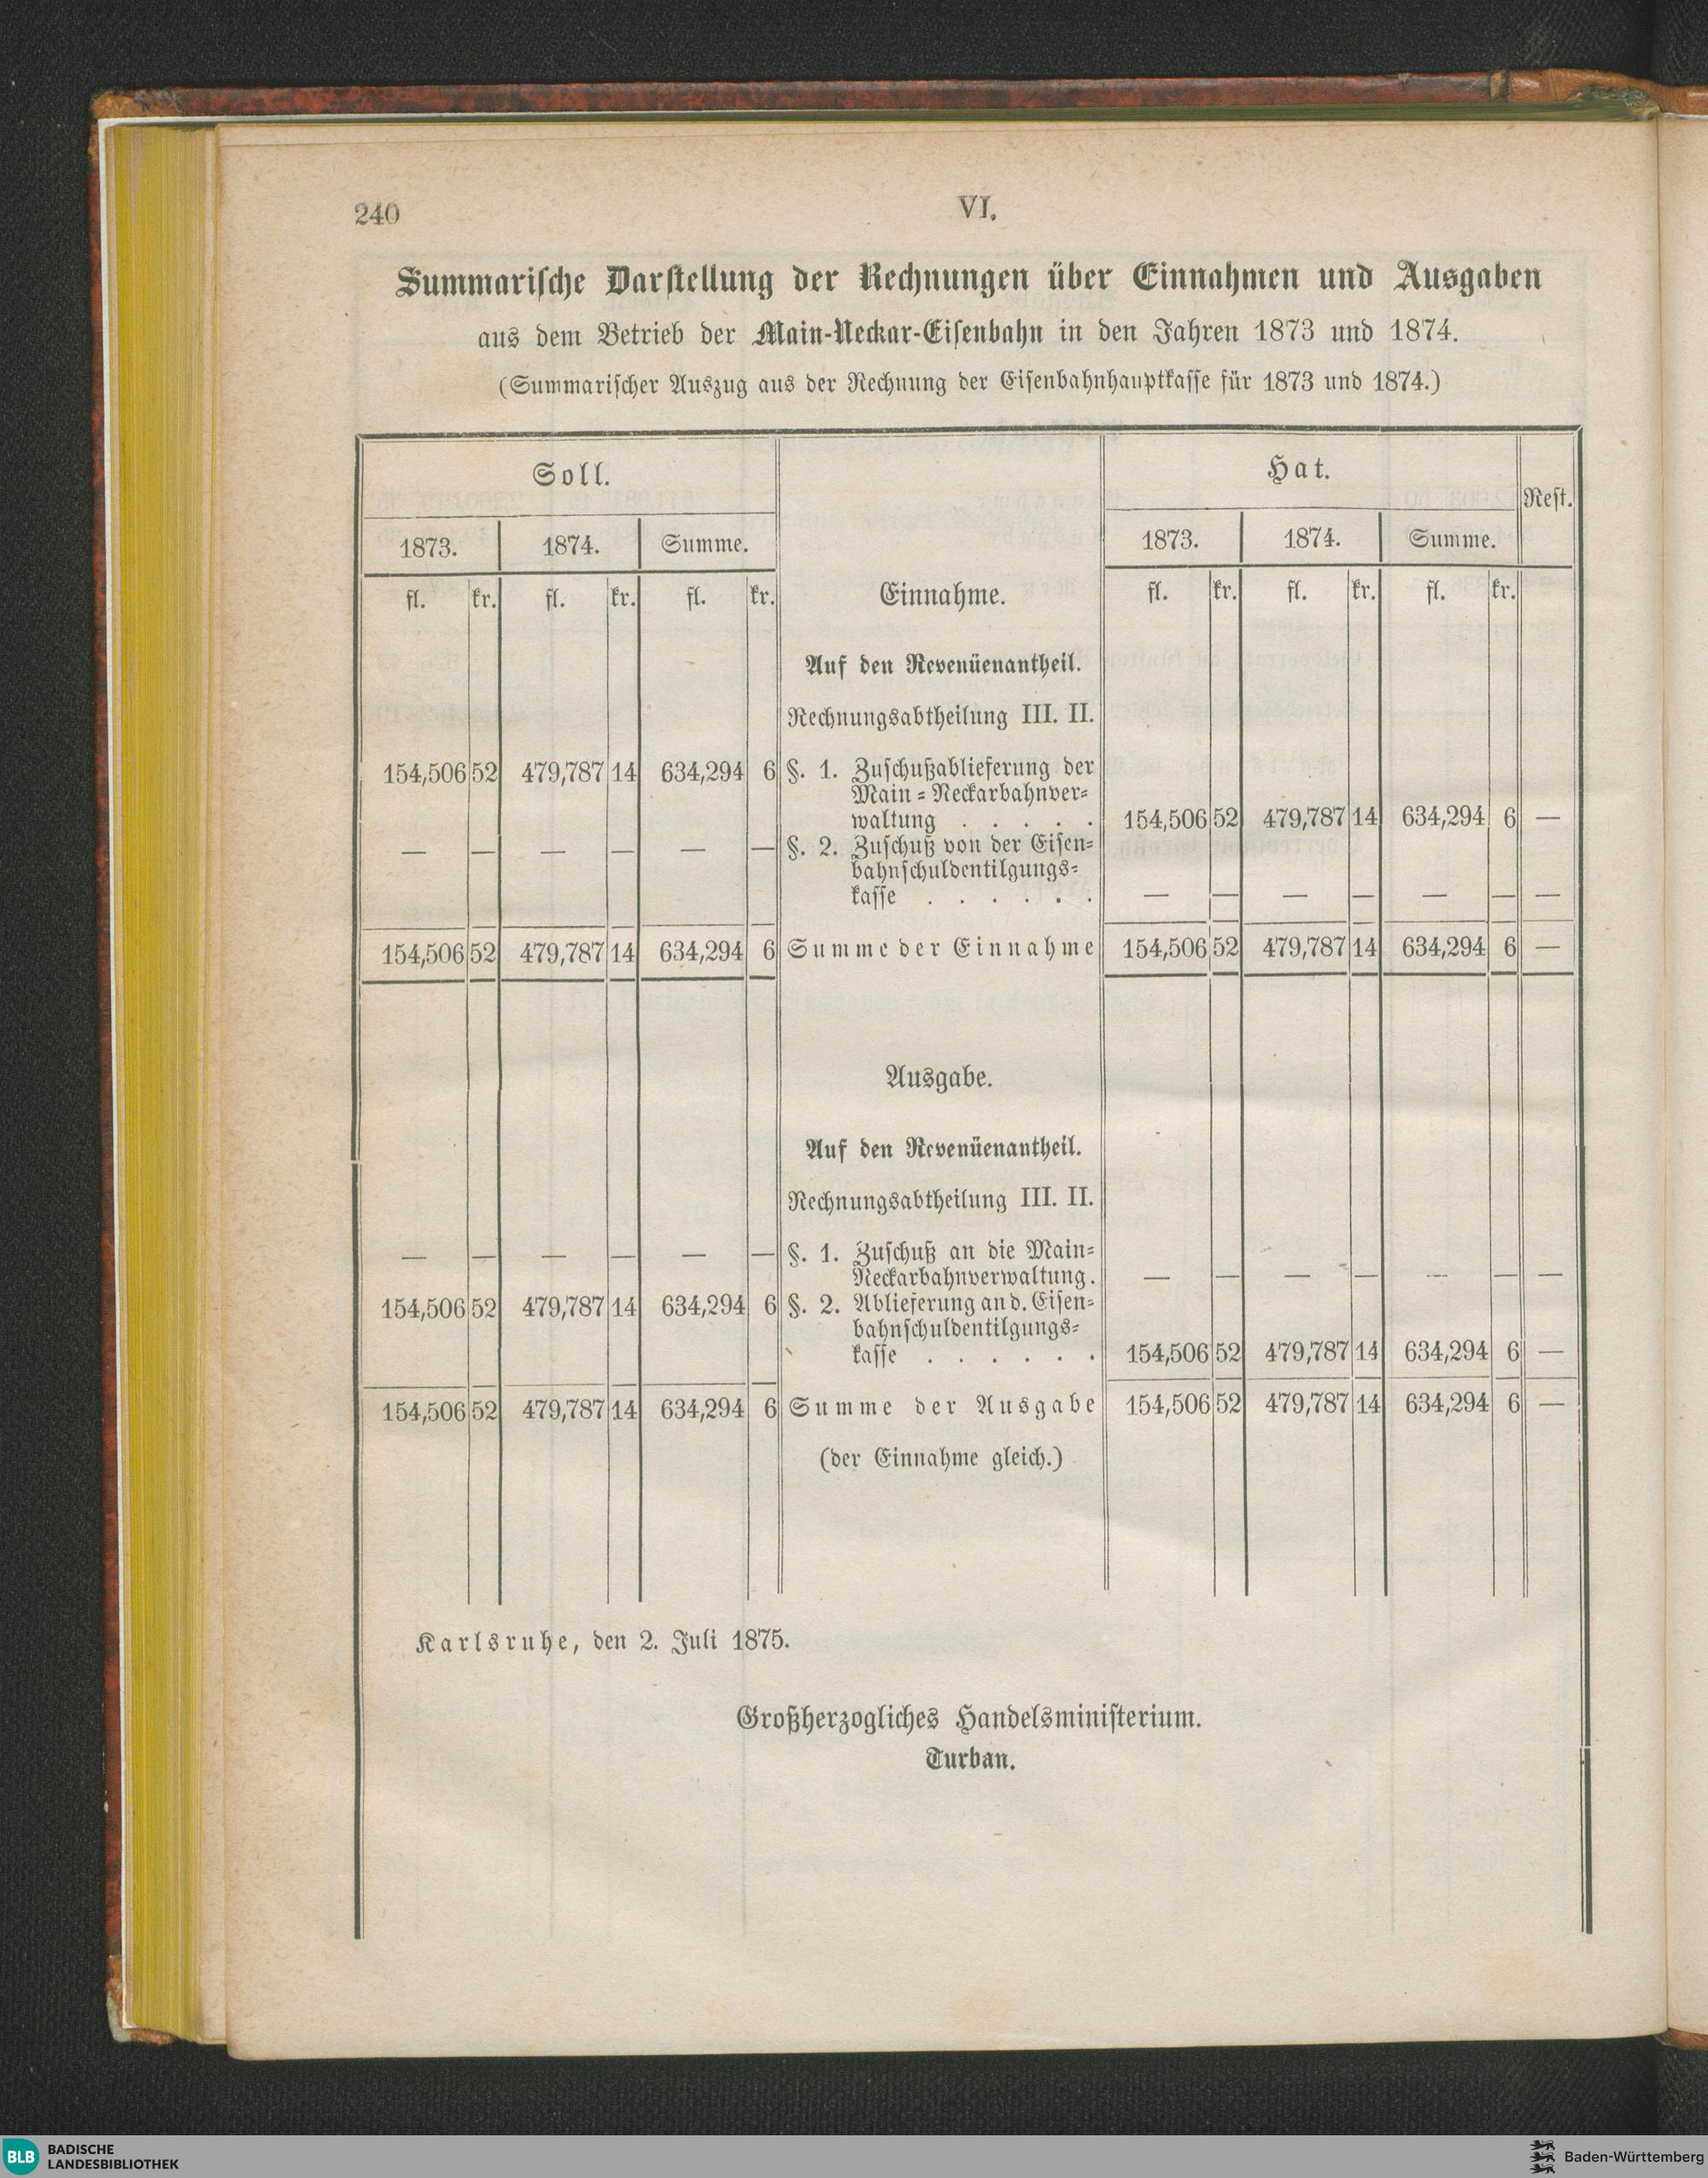 240
VI.
Summarische Darstellung der Rechnungen über Einnahmen und Ausgaben
aus dem Betrieb der Main-Neckar-Eisenbahn in den Jahren 1873 und 1874.
(Summarischer Auszug aus der Rechnung der Eisenbahnhauptkasse für 1873 und 1874.)
Soll. Hat. Rest.
1873. 1874. Summe. 1873. 1874. Summe.
fl. kr. fl. kr. fl. kr. Einnahme. fl. kr. fl. kr. fl. kr.
Auf den Revenüenantheil.
Rechnungsabtheilung III. II.
154,506 52 479,787 14 634,294 6 §. 1. Zuschußablieferung der
Main-Neckarbahnver-
waltung . . . . . 154,506 52 479,787 14 634,294 6 —
— — — — — — §. 2. Zuschuß von der Eisen-
bahnschuldentilgungs-
kasse . . . . . . — — — — — — —
154,506 52 479,787 14 634,294 6 Summe der Einnahme 154,506 52 479,787 14 634,294 6 —
Ausgabe.
Auf den Revenüenantheil.
Rechnungsabtheilung III. II.
— — — — — — §. 1. Zuschuß an die Main-
Neckarbahnverwaltung. — — — — — — —
154,506 52 479,787 14 634,294 6 §. 2. Ablieferung an d. Eisen-
bahnschuldentilgungs-
kasse . . . . . . 154,506 52 479,787 14 634,294 6 —
154,506 52 479,787 14 634,294 6 Summe der Ausgabe 154,506 52 479,787 14 634,294 6 —
(der Einnahme gleich.)
Karlsruhe, den 2. Juli 1875.
Großherzogliches Handelsministerium.
Turban.
BLB BADISCHE
LANDESBIBLIOTHEK
Baden-Württemberg